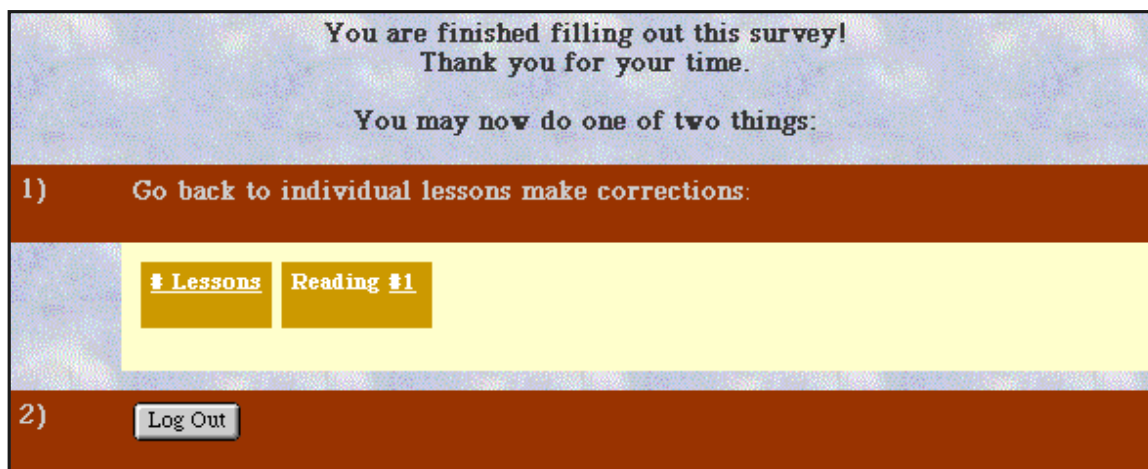 You are finished filling out this survey!
Thank you for your time.
You may now do one of two things:
1) Go back to individual lessons make corrections:
# Lessons Reading #1
2) Log Out